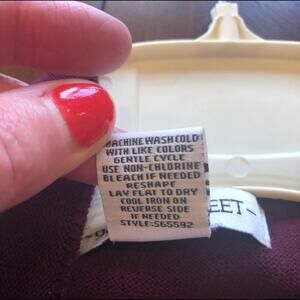 MACHINE WASH COLD
WITH LIKE COLORS
GENTLE CYCLE
USE NON-CHLORINE
BLEACH IF NEEDED
RESHAPE
LAY FLAT TO DRY
COOL IRON ON
REVERSE SIDE
IF NEEDED
STYLE:565592
EET-